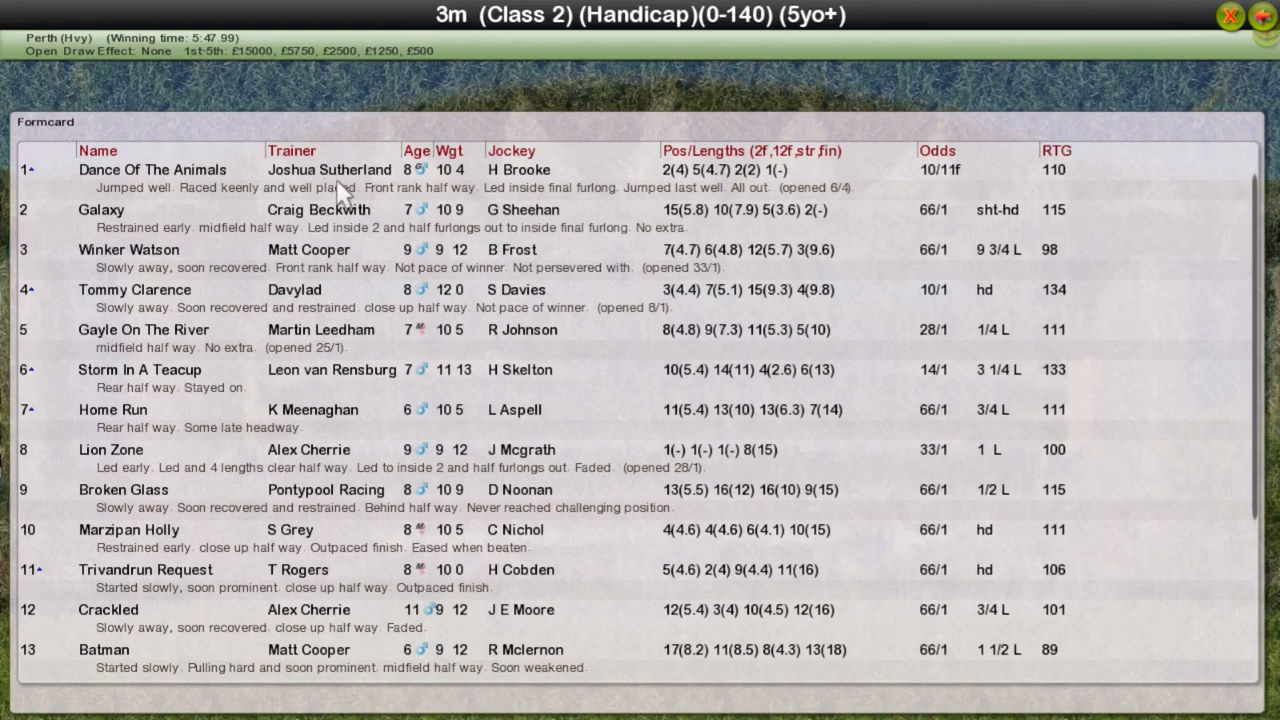 3m (Class 2) (Handicap)(0-140) (5yo+)
Perth (Hvy) (Winning time: 5:47.99)
Open Draw Effect: None 1st-5th: £15000, £5750, £2500, £1250, £500
Formcard
Name Trainer Age Wgt Jockey Pos/Lengths (2f,12f,str,fin) Odds RTG
1 Dance Of The Animals Joshua Sutherland 8 10 4 H Brooke 2(4) 5(4.7) 2(2) 1(-) 10/11f 110
Jumped well. Raced keenly and well placed. Front rank half way. Led inside final furlong. Jumped last well. All out. (opened 6/4).
2 Galaxy Craig Beckwith 7 10 9 G Sheehan 15(5.8) 10(7.9) 5(3.6) 2(-) 66/1 sht-hd 115
Restrained early. midfield half way. Led inside 2 and half furlongs out to inside final furlong. No extra.
3 Winker Watson Matt Cooper 9 9 12 B Frost 2(4.7) 6(4.8) 12(5.7) 3(9.6) 66/1 9 3/4 L 98
Slowly away, soon recovered. Front rank half way. Not pace of winner. Not persevered with. (opened 33/1).
4 Tommy Clarence Davylad 8 12 0 S Davies 3(4.4) 7(5.1) 15(9.3) 4(9.8) 10/1 hd 134
Slowly away. Soon recovered and restrained. close up half way. Not pace of winner. (opened 8/1).
5 Gayle On The River Martin Leedham 7 10 5 R Johnson 8(4.8) 9(7.3) 11(5.3) 5(10) 28/1 1/4 L 111
midfield half way. No extra. (opened 25/1).
6 Storm In A Teacup Leon van Rensburg 7 11 13 H Skelton 10(5.4) 14(11) 4(2.6) 6(13) 14/1 3 1/4 L 133
Rear half way. Stayed on.
7 Home Run K Meenaghan 6 10 5 L Aspell 11(5.4) 13(10) 13(6.3) 7(14) 66/1 3/4 L 111
Rear half way. Some late headway.
8 Lion Zone Alex Cherrie 9 9 12 J Mcgrath 1(-) 1(-) 1(-) 8(15) 33/1 1 L 100
Led early. Led and 4 lengths clear half way. Led to inside 2 and half furlongs out. Faded. (opened 28/1).
9 Broken Glass Pontypool Racing 8 10 9 D Noonan 13(5.5) 16(12) 16(10) 9(15) 66/1 1/2 L 115
Slowly away. Soon recovered and restrained. Behind half way. Never reached challenging position.
10 Marzipan Holly S Grey 8 10 5 C Nichol 4(4.6) 4(4.6) 6(4.1) 10(15) 66/1 hd 111
Restrained early. close up half way. Outpaced finish. Eased when beaten.
11 Trivandrun Request T Rogers 8 10 0 H Cobden 5(4.6) 2(4) 9(4.4) 11(16) 66/1 hd 106
Started slowly, soon prominent. close up half way. Outpaced finish.
12 Crackled Alex Cherrie 11 9 12 J E Moore 12(5.4) 3(4) 10(4.5) 12(16) 66/1 3/4 L 101
Slowly away, soon recovered. close up half way. Faded.
13 Batman Matt Cooper 6 9 12 R Mclernon 17(8.2) 11(8.5) 8(4.3) 13(18) 66/1 1 1/2 L 89
Started slowly. Pulling hard and soon prominent. midfield half way. Soon weakened.